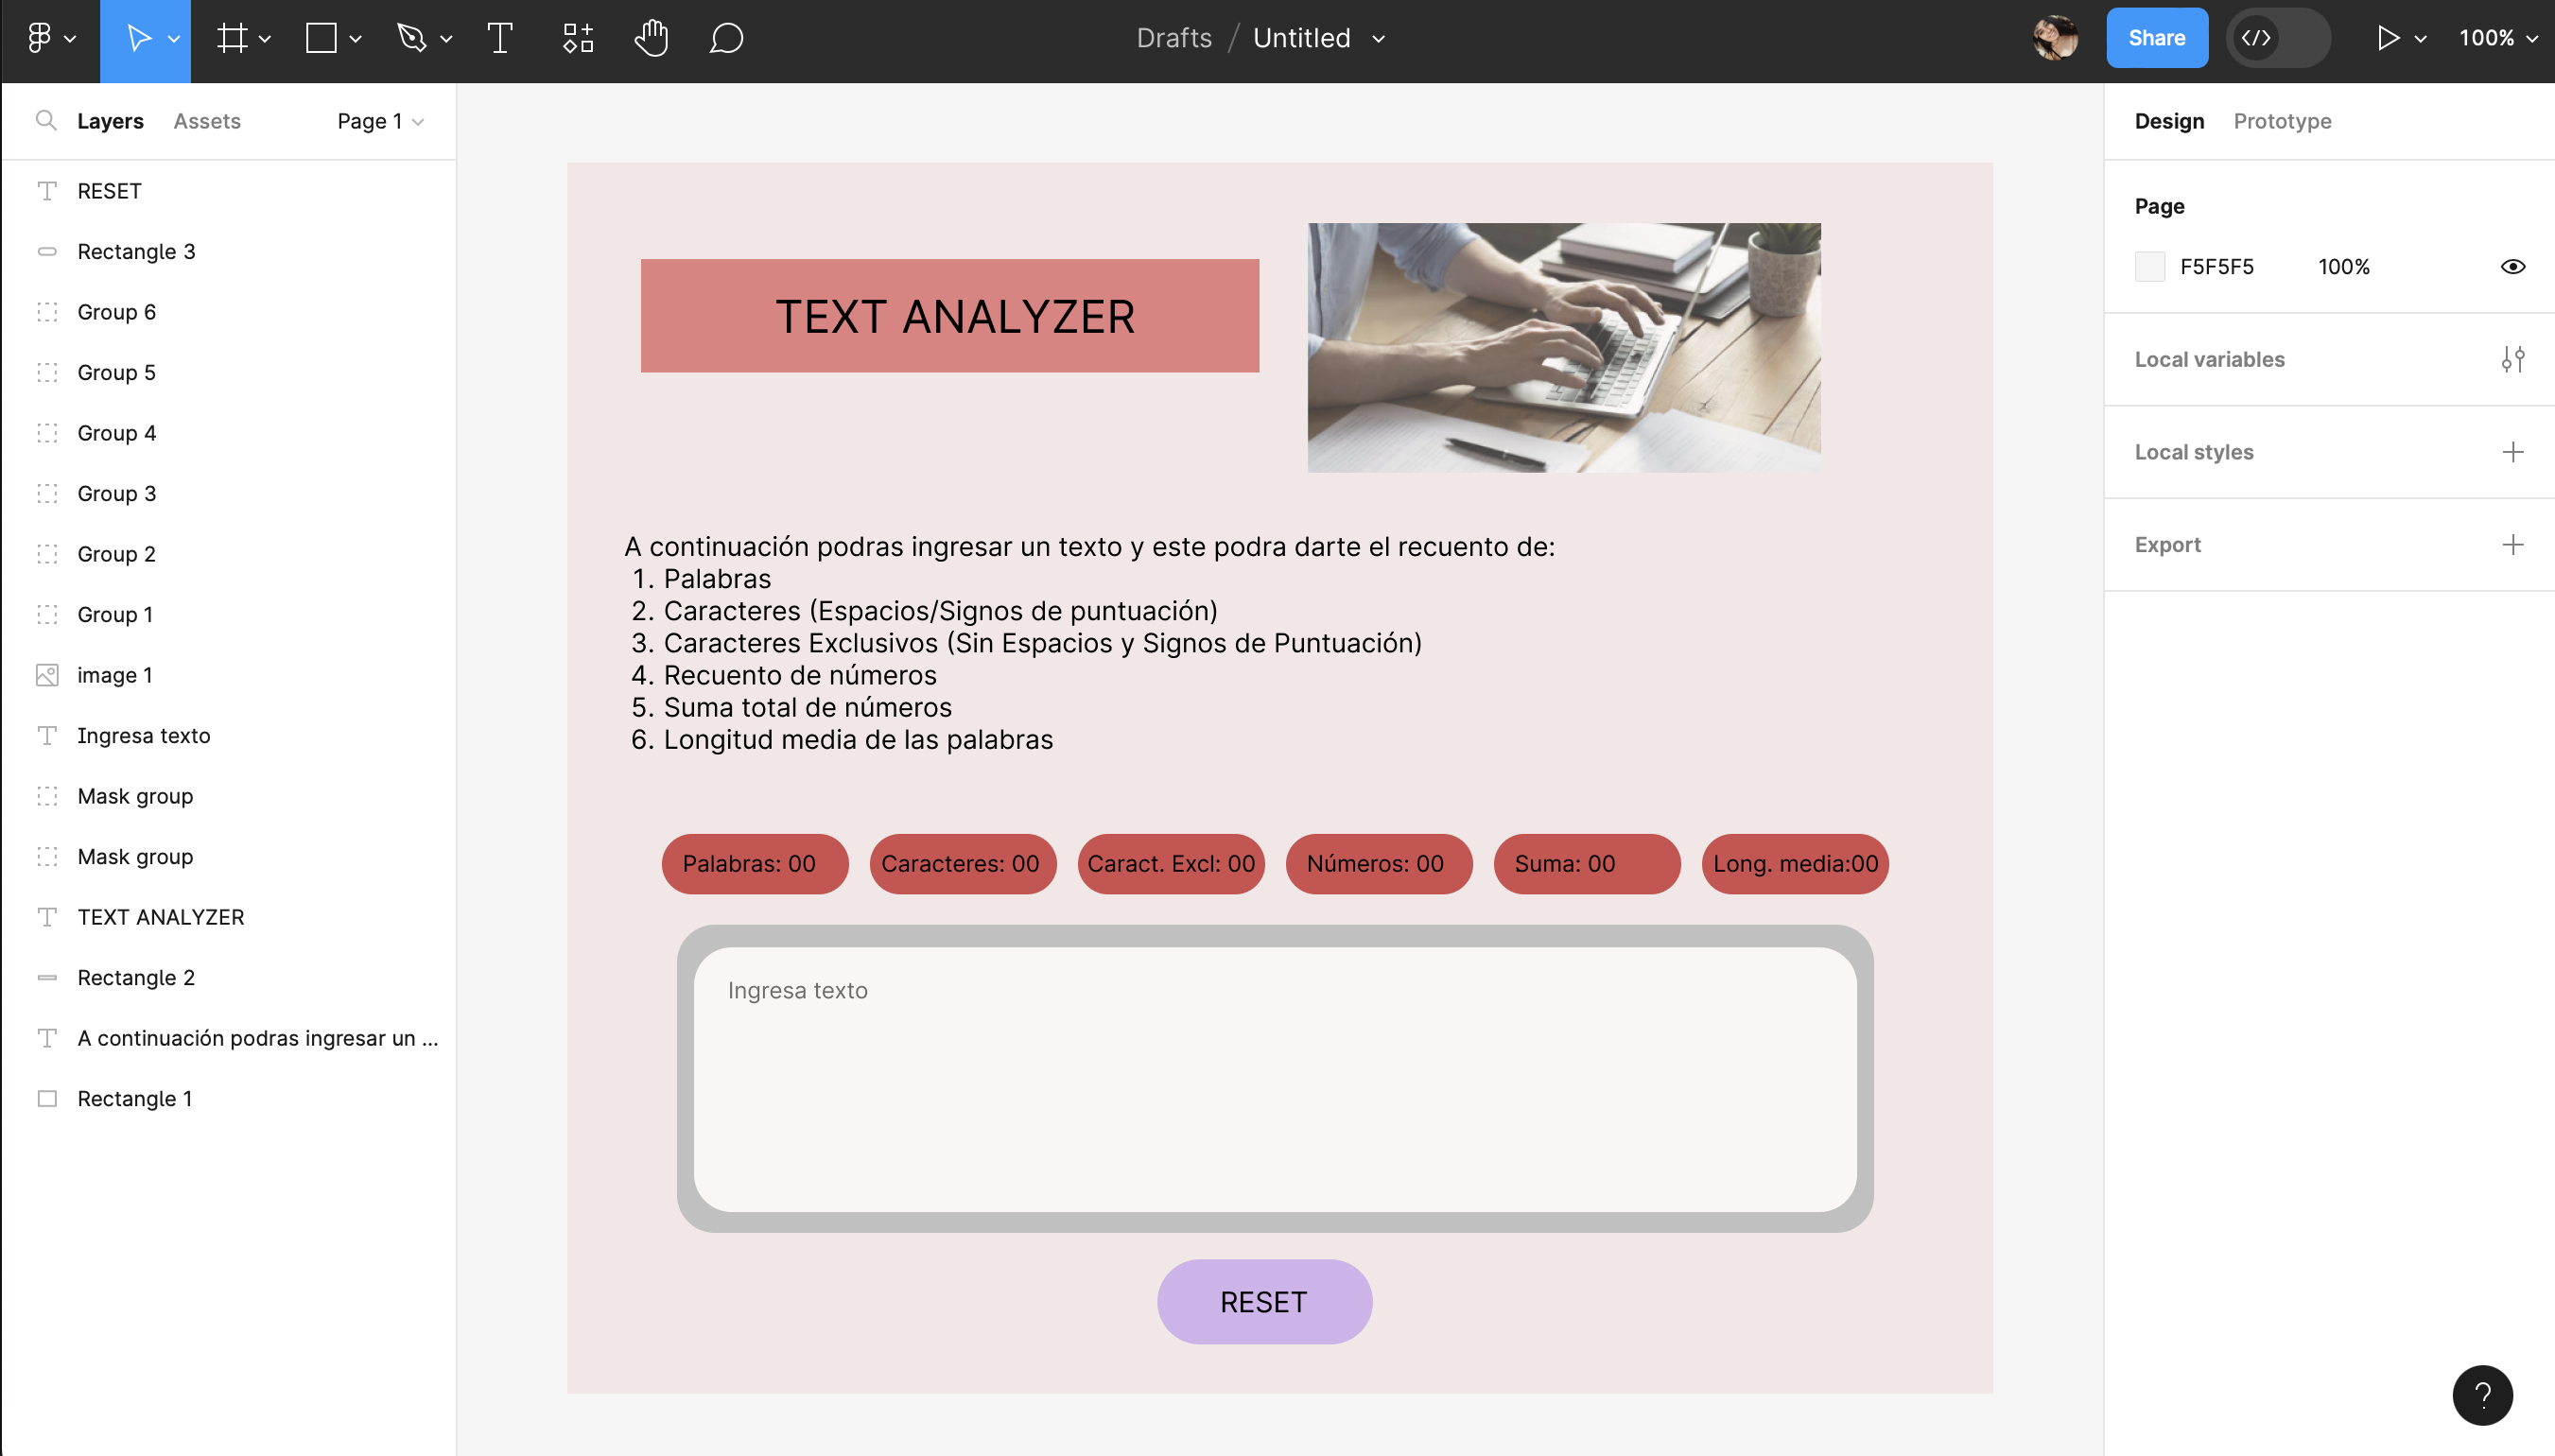 Drafts / Untitled
Share
100%
Layers
Assets
Page 1
RESET
Rectangle 3
Group 6
Group 5
Group 4
Group 3
Group 2
Group 1
image 1
Ingresa texto
Mask group
Mask group
TEXT ANALYZER
Rectangle 2
A continuación podras ingresar un ...
Rectangle 1
TEXT ANALYZER
A continuación podras ingresar un texto y este podra darte el recuento de:
1. Palabras
2. Caracteres (Espacios/Signos de puntuación)
3. Caracteres Exclusivos (Sin Espacios y Signos de Puntuación)
4. Recuento de números
5. Suma total de números
6. Longitud media de las palabras
Palabras: 00
Caracteres: 00
Caract. Excl: 00
Números: 00
Suma: 00
Long. media:00
Ingresa texto
RESET
Design
Prototype
Page
F5F5F5
100%
Local variables
Local styles
Export
?